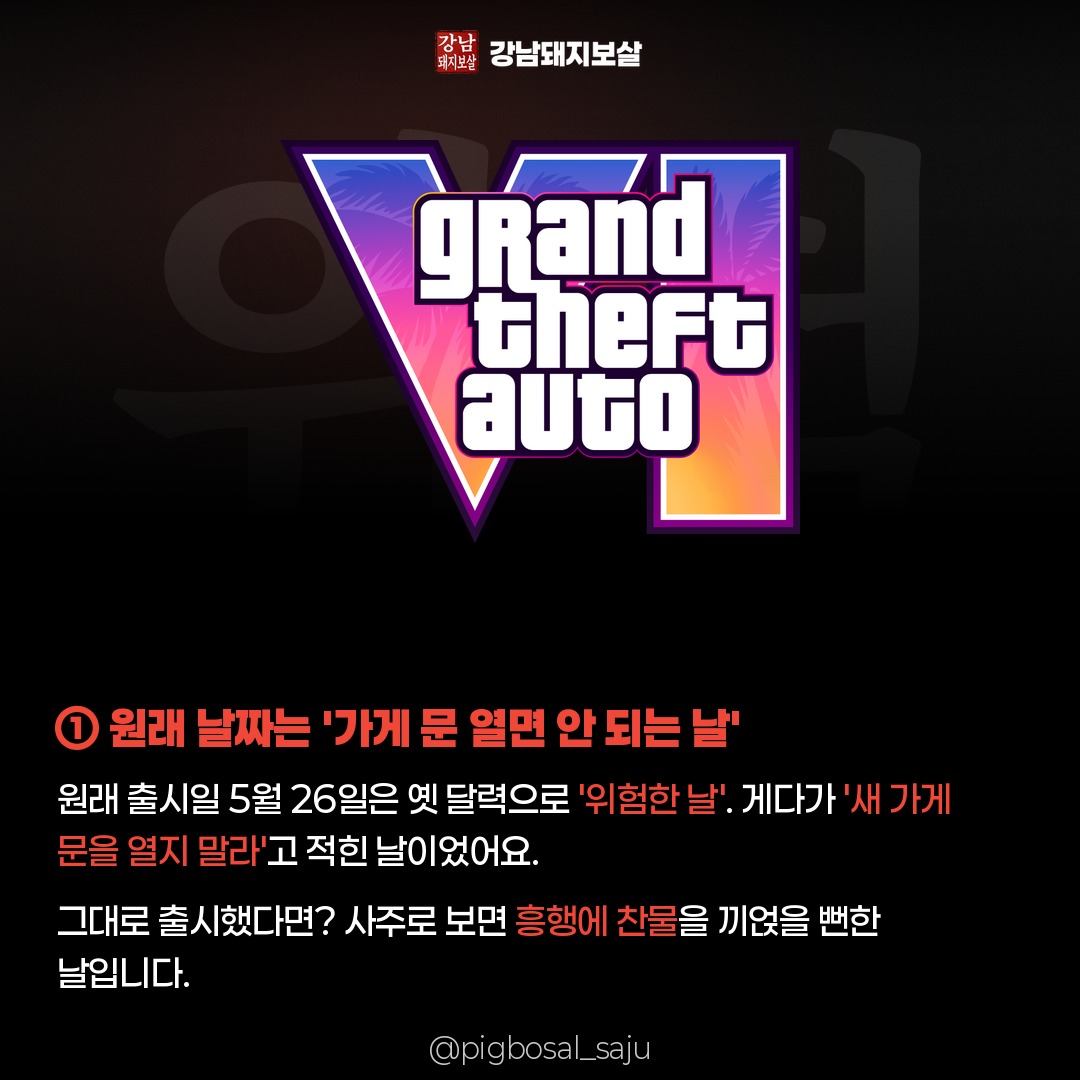 강남
돼지보살
강남돼지보살
위험
VI
grand
theft
auto
① 원래 날짜는 '가게 문 열면 안 되는 날'
원래 출시일 5월 26일은 옛 달력으로 '위험한 날'. 게다가 '새 가게
문을 열지 말라'고 적힌 날이었어요.
그대로 출시했다면? 사주로 보면 흥행에 찬물을 끼얹을 뻔한
날입니다.
@pigbosal_saju